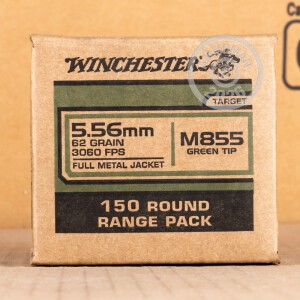 WINCHESTER
TARGET
5.56mm
62 GRAIN
3060 FPS
FULL METAL JACKET
M855
GREEN TIP
150 ROUND
RANGE PACK